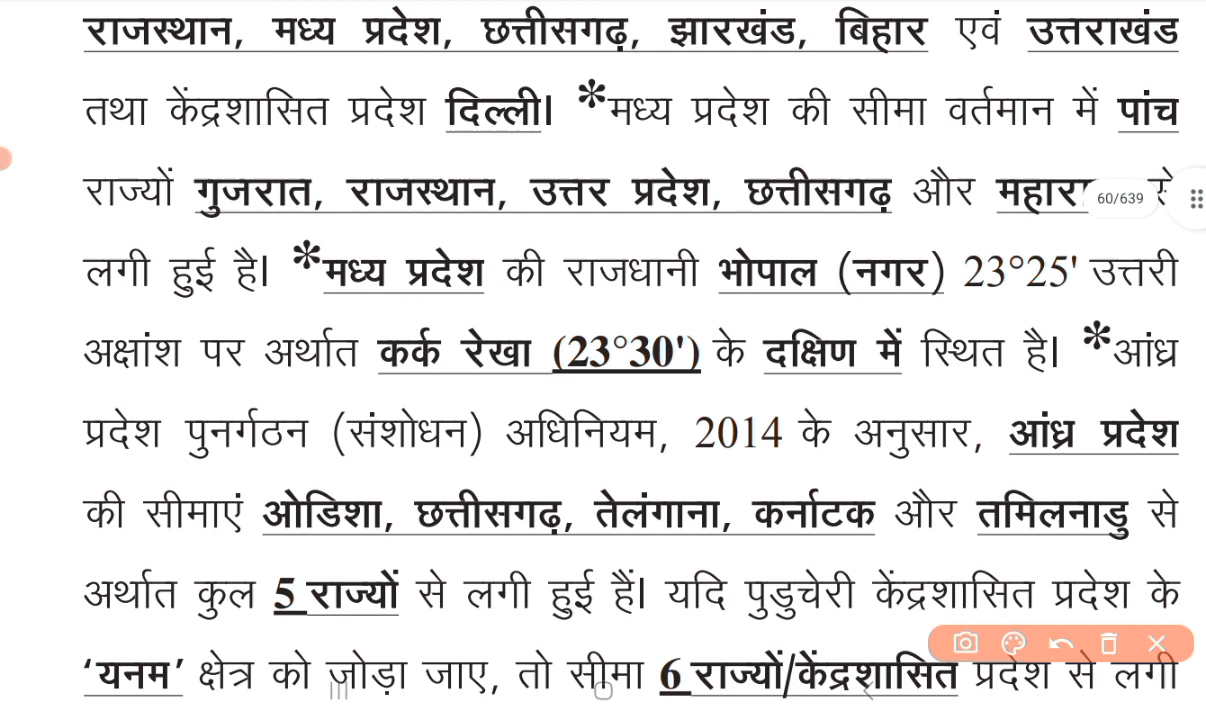 राजस्थान, मध्य प्रदेश, छत्तीसगढ़, झारखंड, बिहार एवं उत्तराखंड
तथा केंद्रशासित प्रदेश दिल्ली। *मध्य प्रदेश की सीमा वर्तमान में पांच
राज्यों गुजरात, राजस्थान, उत्तर प्रदेश, छत्तीसगढ़ और 60/639
लगी हुई है। *मध्य प्रदेश की राजधानी भोपाल (नगर) 23°25' उत्तरी
अक्षांश पर अर्थात कर्क रेखा (23°30') के दक्षिण में स्थित है। *आंध्र
प्रदेश पुनर्गठन (संशोधन) अधिनियम, 2014 के अनुसार, आंध्र प्रदेश
की सीमाएं ओडिशा, छत्तीसगढ़, तेलंगाना, कर्नाटक और तमिलनाडु से
अर्थात कुल 5 राज्यों से लगी हुई हैं। यदि पुडुचेरी केंद्रशासित प्रदेश के
‘यनम’ क्षेत्र को जोड़ा जाए, तो सीमा 6 राज्यों/केंद्रशासित प्रदेश से लगी